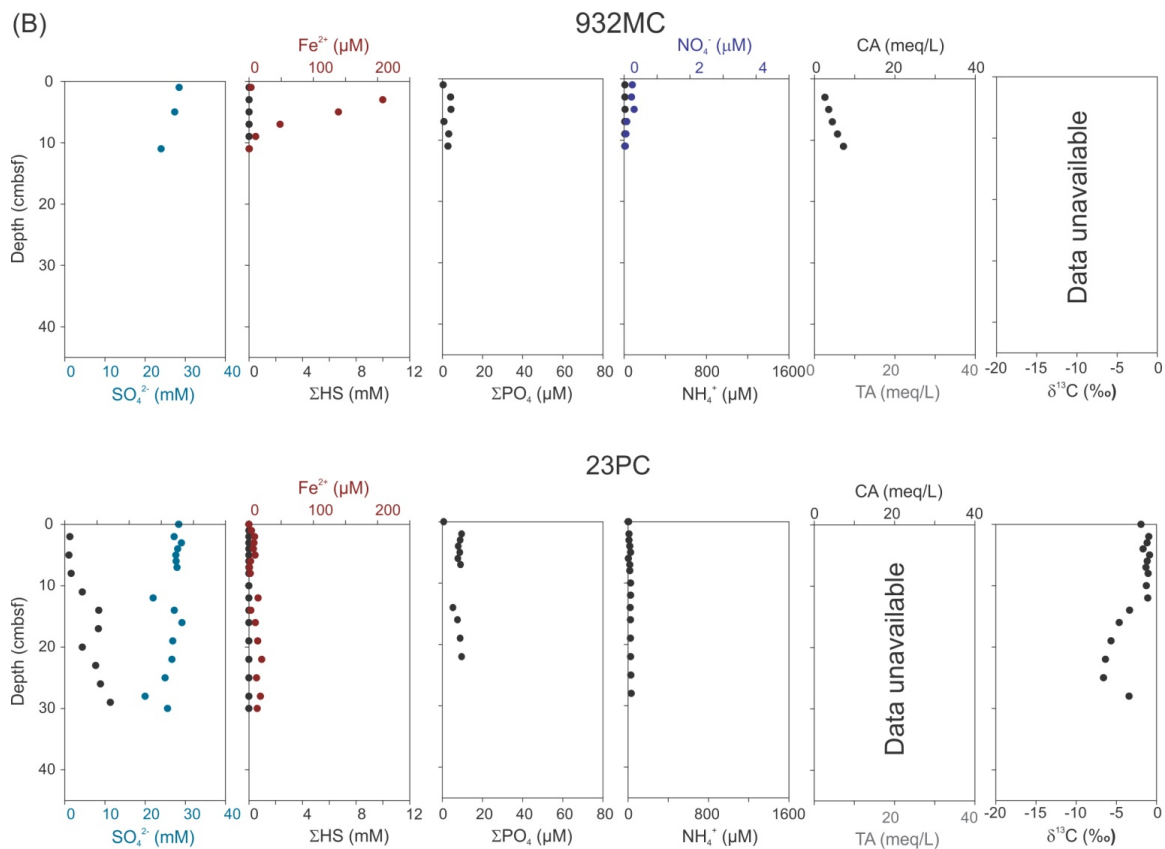 (B)
932MC
Fe²⁺ (µM)
NO₄⁻ (µM)
CA (meq/L)
0 100 200
0 2 4
0 20 40
0
10
20
30
40
Depth (cmbsf)
Data unavailable
0 10 20 30 40
0 4 8 12
0 20 40 60 80
0 800 1600
0 20 40
-20 -15 -10 -5 0
SO₄²⁻ (mM)
ΣHS (mM)
ΣPO₄ (µM)
NH₄⁺ (µM)
TA (meq/L)
δ¹³C (‰)
23PC
Fe²⁺ (µM)
CA (meq/L)
0 100 200
0 20 40
0
10
20
30
40
Depth (cmbsf)
Data unavailable
0 10 20 30 40
0 4 8 12
0 20 40 60 80
0 800 1600
0 20 40
-20 -15 -10 -5 0
SO₄²⁻ (mM)
ΣHS (mM)
ΣPO₄ (µM)
NH₄⁺ (µM)
TA (meq/L)
δ¹³C (‰)